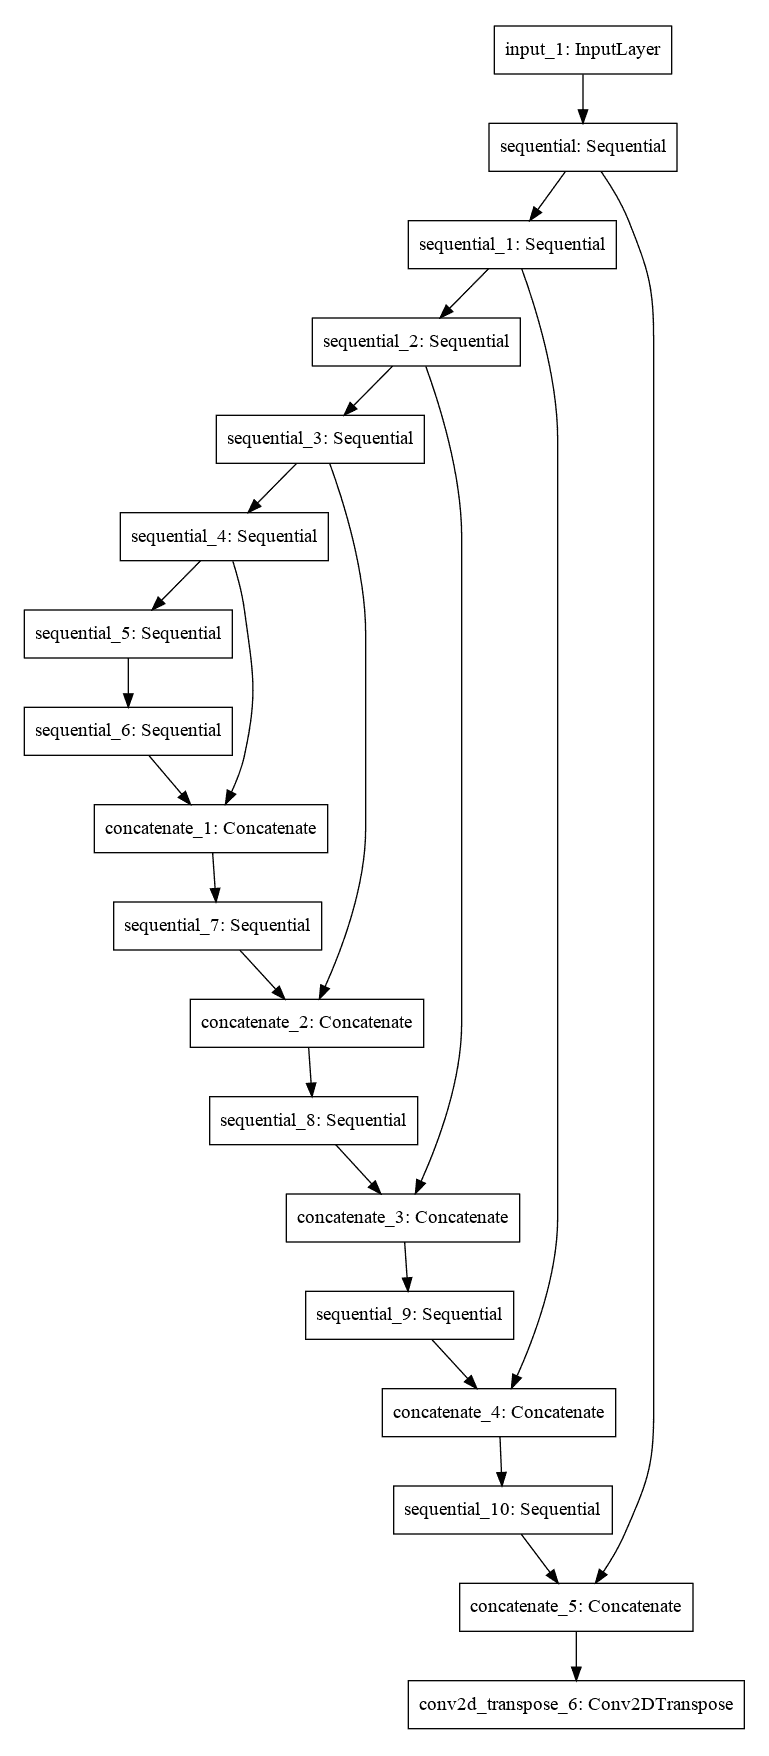 input_1: InputLayer
sequential: Sequential
sequential_1: Sequential
sequential_2: Sequential
sequential_3: Sequential
sequential_4: Sequential
sequential_5: Sequential
sequential_6: Sequential
concatenate_1: Concatenate
sequential_7: Sequential
concatenate_2: Concatenate
sequential_8: Sequential
concatenate_3: Concatenate
sequential_9: Sequential
concatenate_4: Concatenate
sequential_10: Sequential
concatenate_5: Concatenate
conv2d_transpose_6: Conv2DTranspose